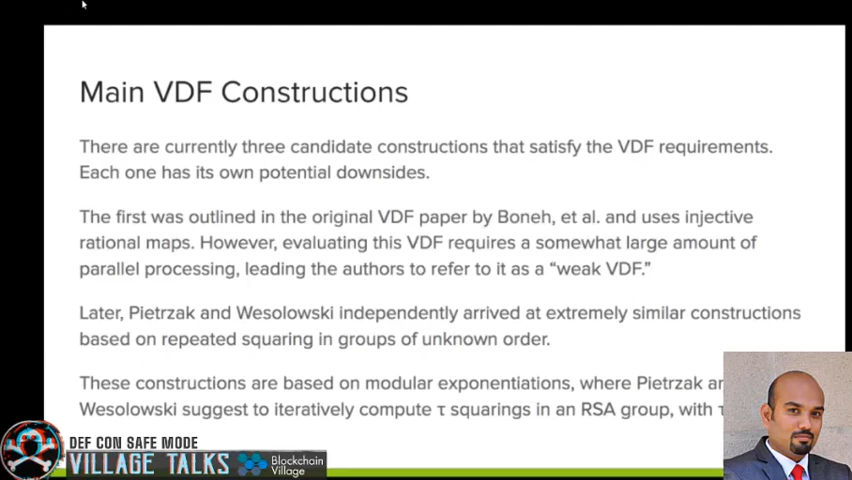 Main VDF Constructions
There are currently three candidate constructions that satisfy the VDF requirements.
Each one has its own potential downsides.
The first was outlined in the original VDF paper by Boneh, et al. and uses injective
rational maps. However, evaluating this VDF requires a somewhat large amount of
parallel processing, leading the authors to refer to it as a “weak VDF.”
Later, Pietrzak and Wesolowski independently arrived at extremely similar constructions
based on repeated squaring in groups of unknown order.
These constructions are based on modular exponentiations, where Pietrzak
Wesolowski suggest to iteratively compute τ squarings in an RSA group, with
DEF CON SAFE MODE
VILLAGE TALKS
Blockchain
Village